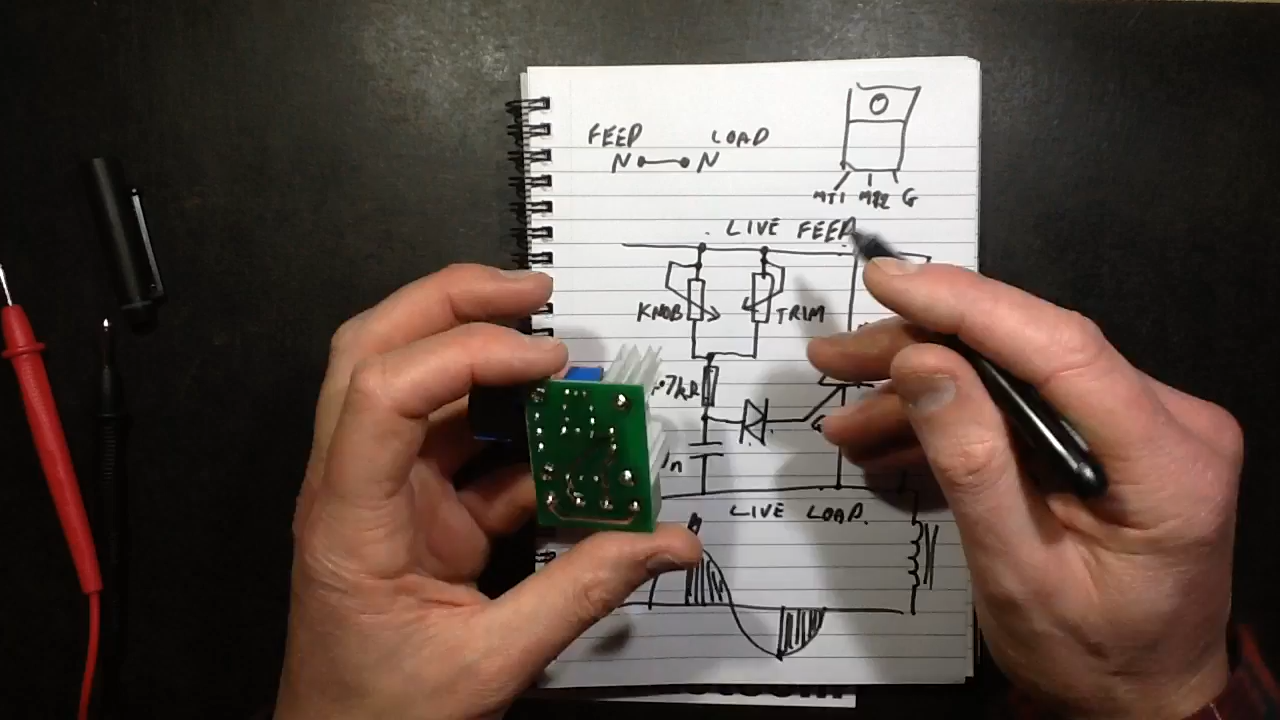 FEED LOAD
N N
MT1 MT2 G
LIVE FEED
KNOB TRIM
G
LIVE LOAD.